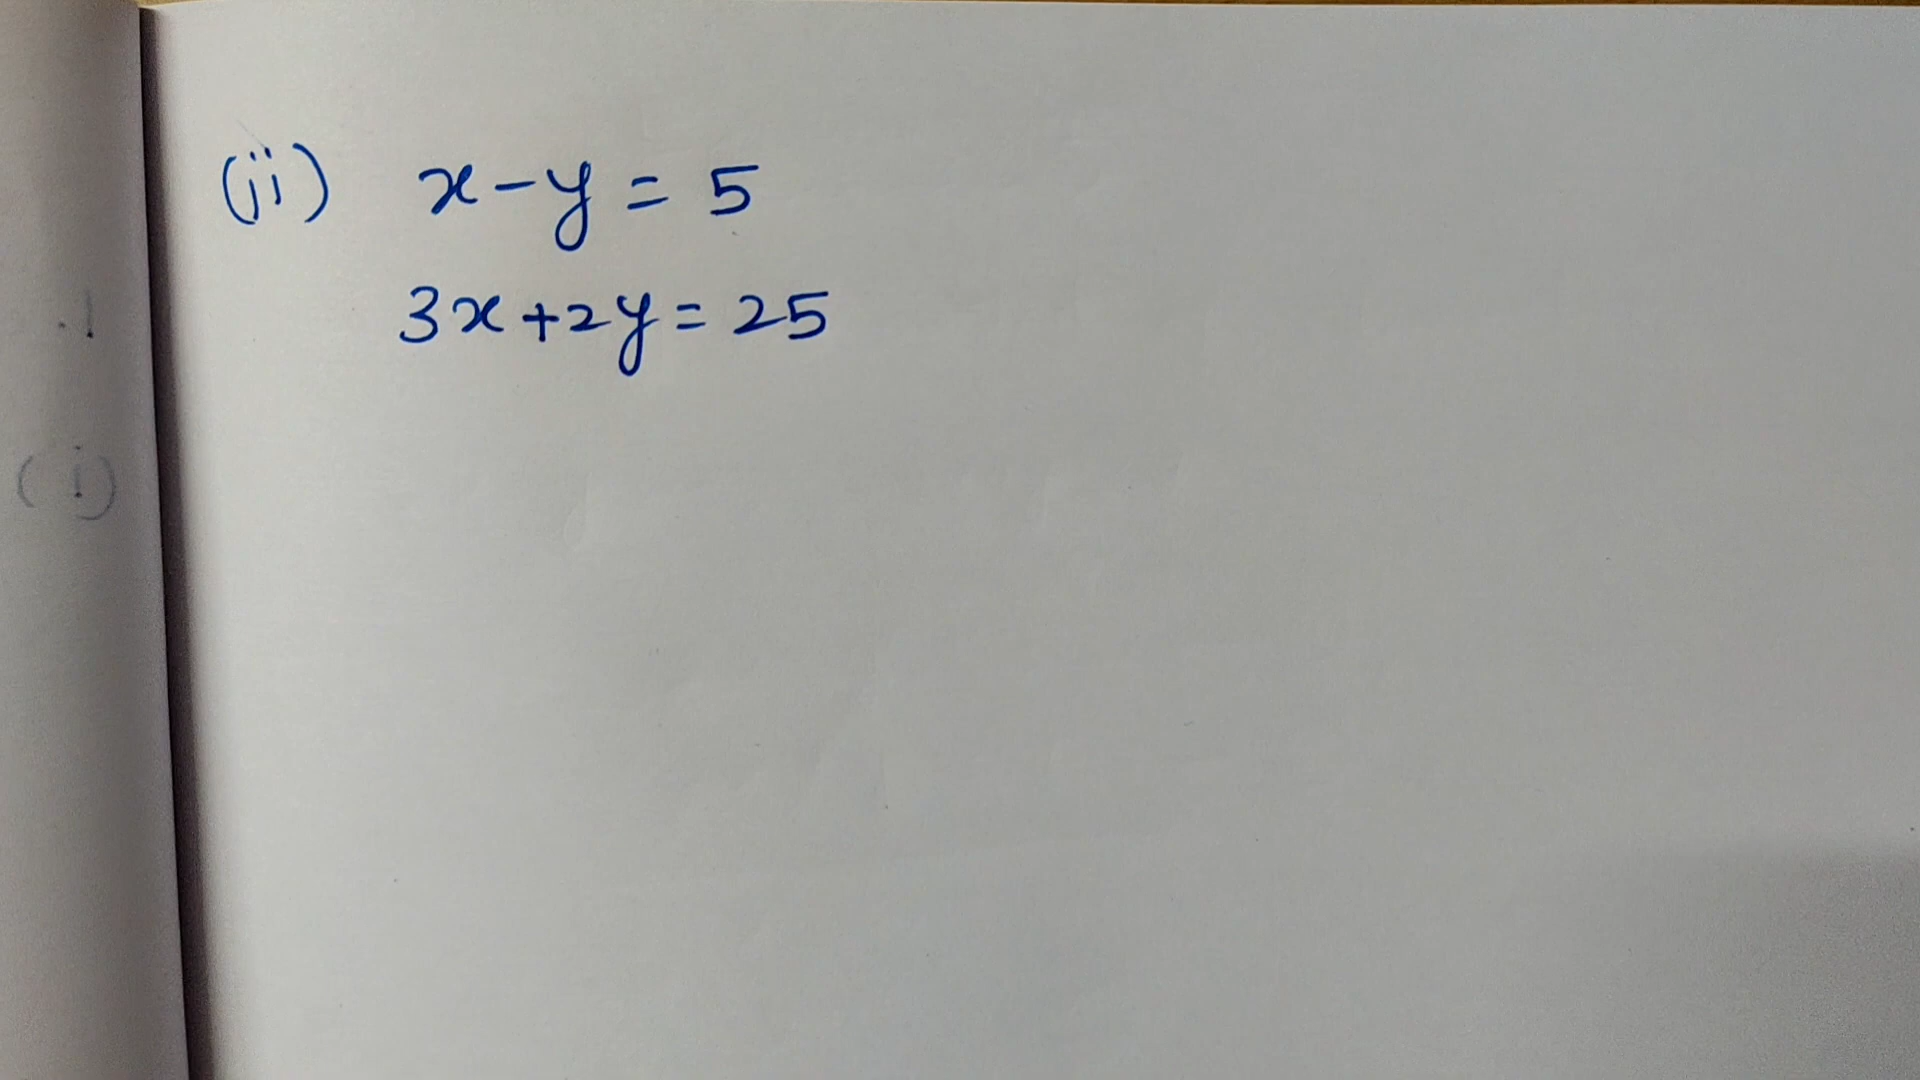 (ii) x-y = 5
3x+2y = 25
(i)